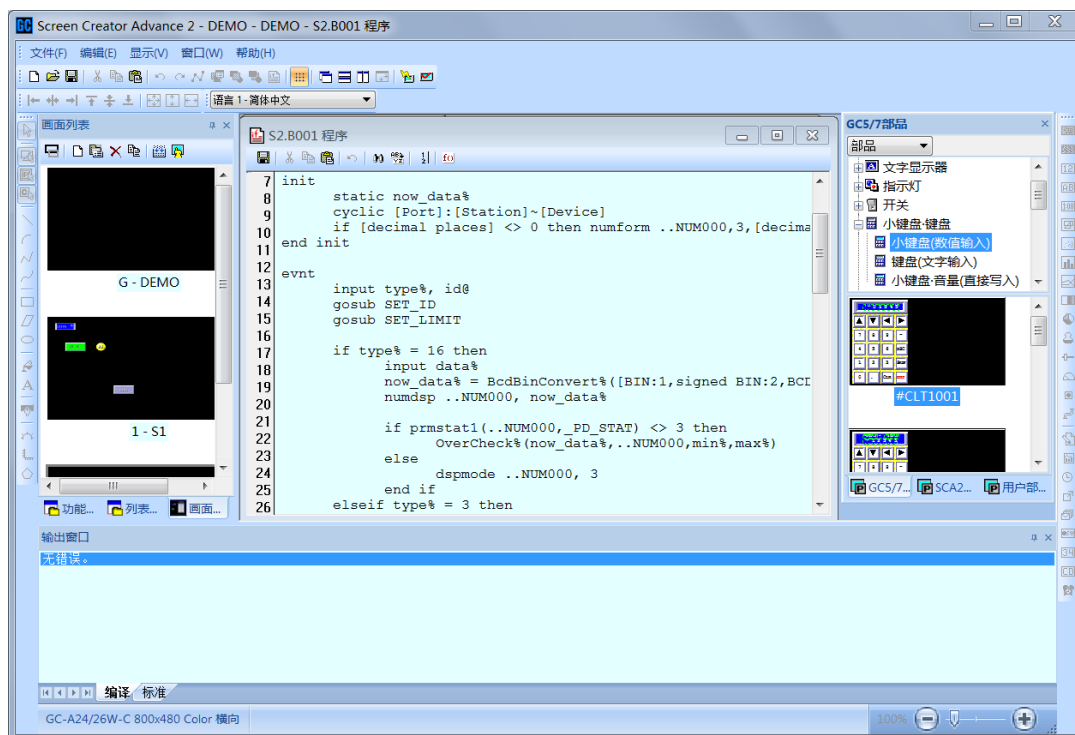 Screen Creator Advance 2 - DEMO - DEMO - S2.B001 程序
文件(F) 编辑(E) 显示(V) 窗口(W) 帮助(H)
语言 1 - 简体中文
画面列表
G - DEMO
1 - S1
功能...
列表...
画面...
S2.B001 程序
7 init
8 static now_data%
9 cyclic [Port]:[Station]~[Device]
10 if [decimal places] <> 0 then numform ..NUM000,3,[decima
11 end init
12
13 evnt
14 input type%, id@
15 gosub SET_ID
16 gosub SET_LIMIT
17 if type% = 16 then
18 input data%
19 now_data% = BcdBinConvert%([BIN:1,signed BIN:2,BCD
20 numdsp ..NUM000, now_data%
21
22 if prmstat1(..NUM000,_PD_STAT) <> 3 then
23 OverCheck%(now_data%,..NUM000,min%,max%)
24 else
25 dspmode ..NUM000, 3
26 end if
elseif type% = 3 then
GC5/7部品
部品
文字显示器
指示灯
开关
小键盘·键盘
小键盘(数值输入)
键盘(文字输入)
小键盘·音量(直接写入)
#CLT1001
GC5/7...
SCA2...
用户部...
输出窗口
无错误。
编译
标准
GC-A24/26W-C 800x480 Color 横向
100%